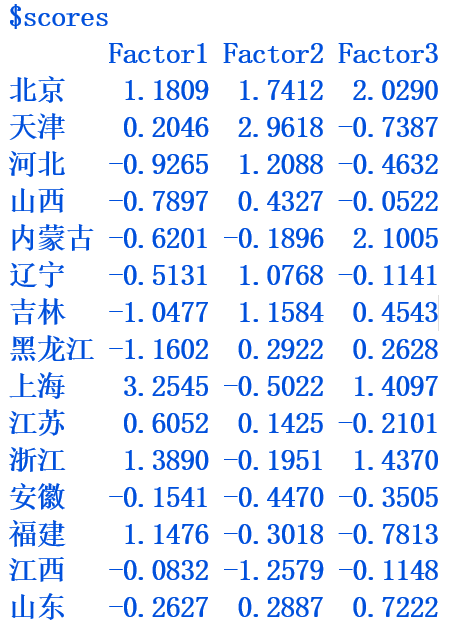 $scores
Factor1 Factor2 Factor3
北京 1.1809 1.7412 2.0290
天津 0.2046 2.9618 -0.7387
河北 -0.9265 1.2088 -0.4632
山西 -0.7897 0.4327 -0.0522
内蒙古 -0.6201 -0.1896 2.1005
辽宁 -0.5131 1.0768 -0.1141
吉林 -1.0477 1.1584 0.4543
黑龙江 -1.1602 0.2922 0.2628
上海 3.2545 -0.5022 1.4097
江苏 0.6052 0.1425 -0.2101
浙江 1.3890 -0.1951 1.4370
安徽 -0.1541 -0.4470 -0.3505
福建 1.1476 -0.3018 -0.7813
江西 -0.0832 -1.2579 -0.1148
山东 -0.2627 0.2887 0.7222